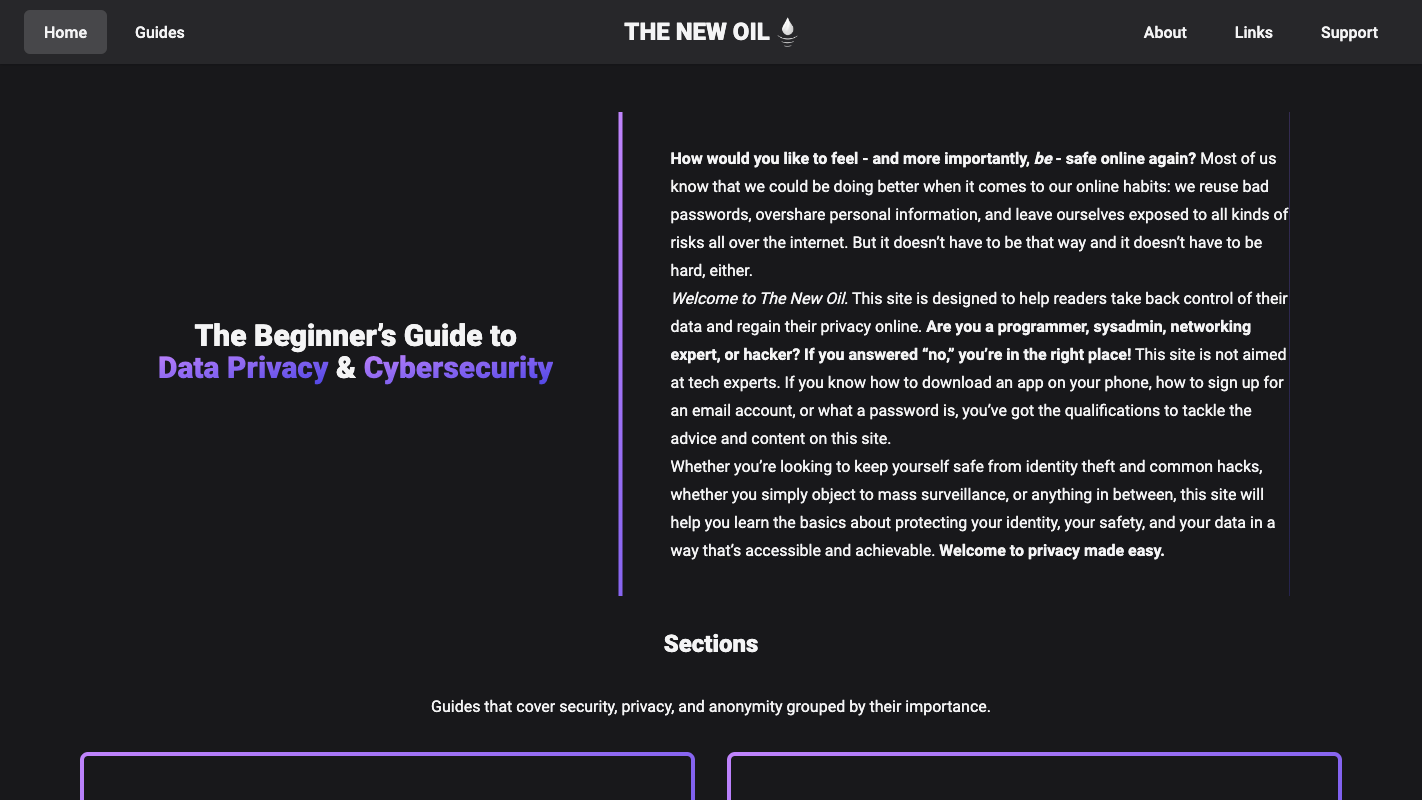 Home
Guides
THE NEW OIL
About
Links
Support
The Beginner’s Guide to
Data Privacy & Cybersecurity
How would you like to feel - and more importantly, be - safe online again? Most of us
know that we could be doing better when it comes to our online habits: we reuse bad
passwords, overshare personal information, and leave ourselves exposed to all kinds of
risks all over the internet. But it doesn’t have to be that way and it doesn’t have to be
hard, either.
Welcome to The New Oil. This site is designed to help readers take back control of their
data and regain their privacy online. Are you a programmer, sysadmin, networking
expert, or hacker? If you answered “no,” you’re in the right place! This site is not aimed
at tech experts. If you know how to download an app on your phone, how to sign up for
an email account, or what a password is, you’ve got the qualifications to tackle the
advice and content on this site.
Whether you’re looking to keep yourself safe from identity theft and common hacks,
whether you simply object to mass surveillance, or anything in between, this site will
help you learn the basics about protecting your identity, your safety, and your data in a
way that’s accessible and achievable. Welcome to privacy made easy.
Sections
Guides that cover security, privacy, and anonymity grouped by their importance.